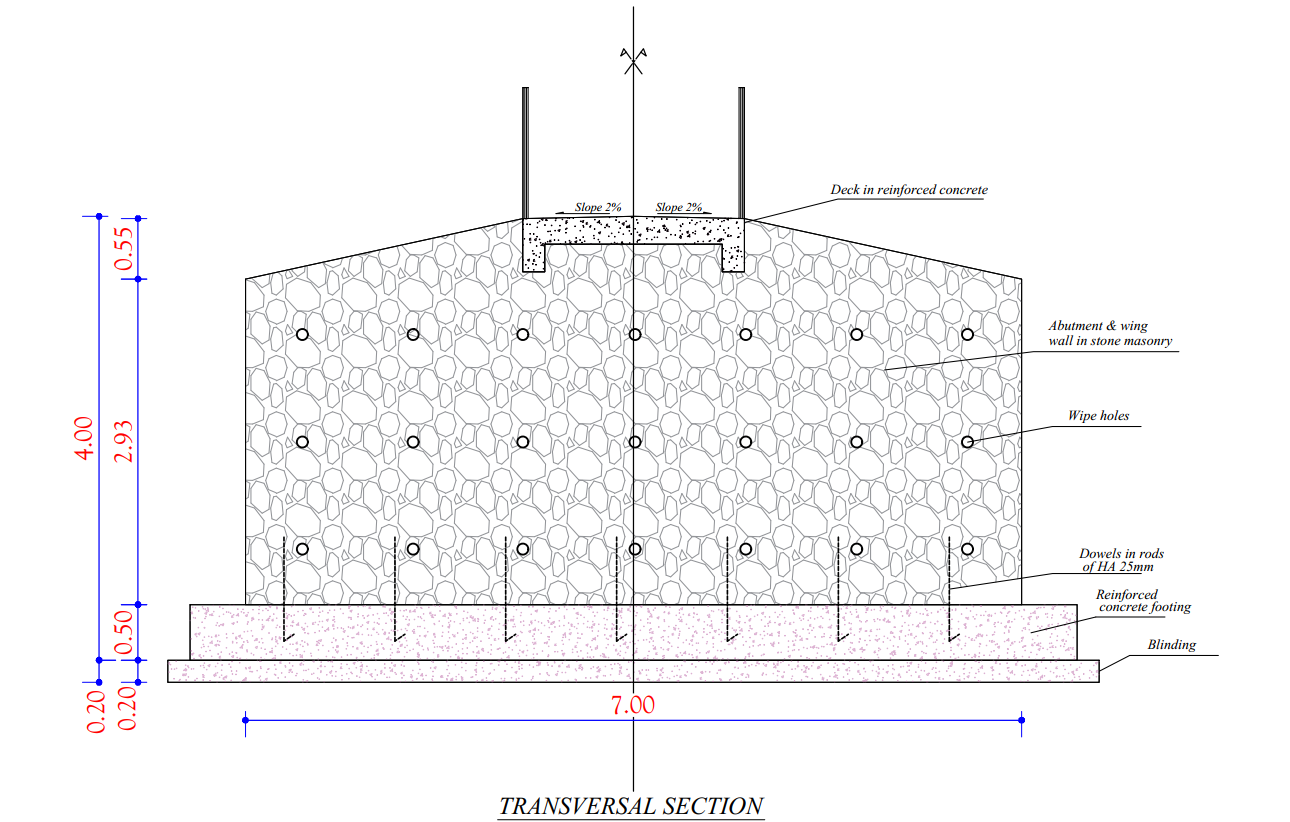 Deck in reinforced concrete
Slope 2%
Slope 2%
0.55
Abutment & wing
wall in stone masonry
Wipe holes
4.00
2.93
Dowels in rods
of HA 25mm
Reinforced
concrete footing
0.50
Blinding
0.20
0.20
7.00
TRANSVERSAL SECTION